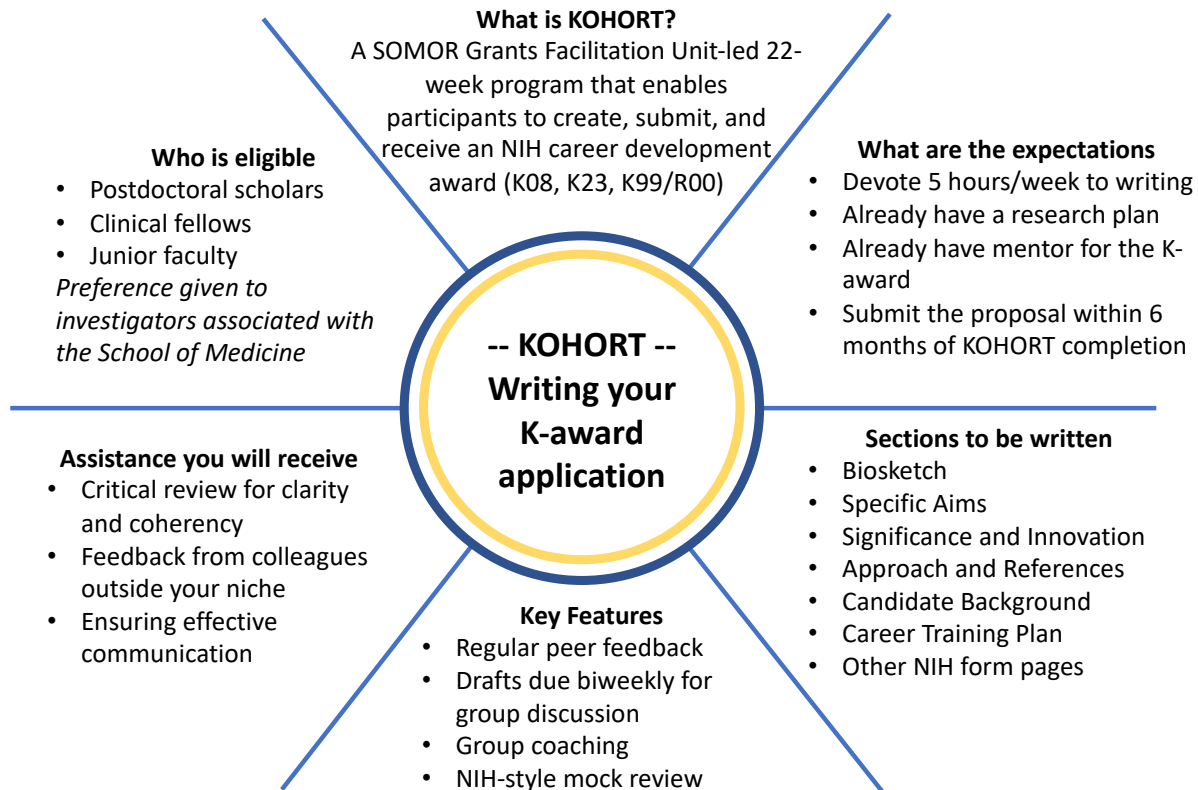 What is KOHORT?
A SOMOR Grants Facilitation Unit-led 22-
week program that enables
participants to create, submit, and
receive an NIH career development
award (K08, K23, K99/R00)
Who is eligible
• Postdoctoral scholars
• Clinical fellows
• Junior faculty
Preference given to
investigators associated with
the School of Medicine
What are the expectations
• Devote 5 hours/week to writing
• Already have a research plan
• Already have mentor for the K-
award
• Submit the proposal within 6
months of KOHORT completion
-- KOHORT --
Writing your
K-award
application
Assistance you will receive
• Critical review for clarity
and coherency
• Feedback from colleagues
outside your niche
• Ensuring effective
communication
Key Features
• Regular peer feedback
• Drafts due biweekly for
group discussion
• Group coaching
• NIH-style mock review
Sections to be written
• Biosketch
• Specific Aims
• Significance and Innovation
• Approach and References
• Candidate Background
• Career Training Plan
• Other NIH form pages